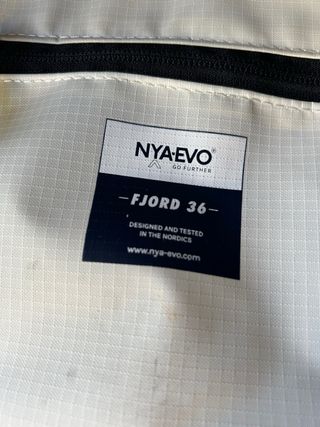 NYA-EVO®
GO FURTHER
-FJORD 36-
DESIGNED AND TESTED
IN THE NORDICS
www.nya-evo.com